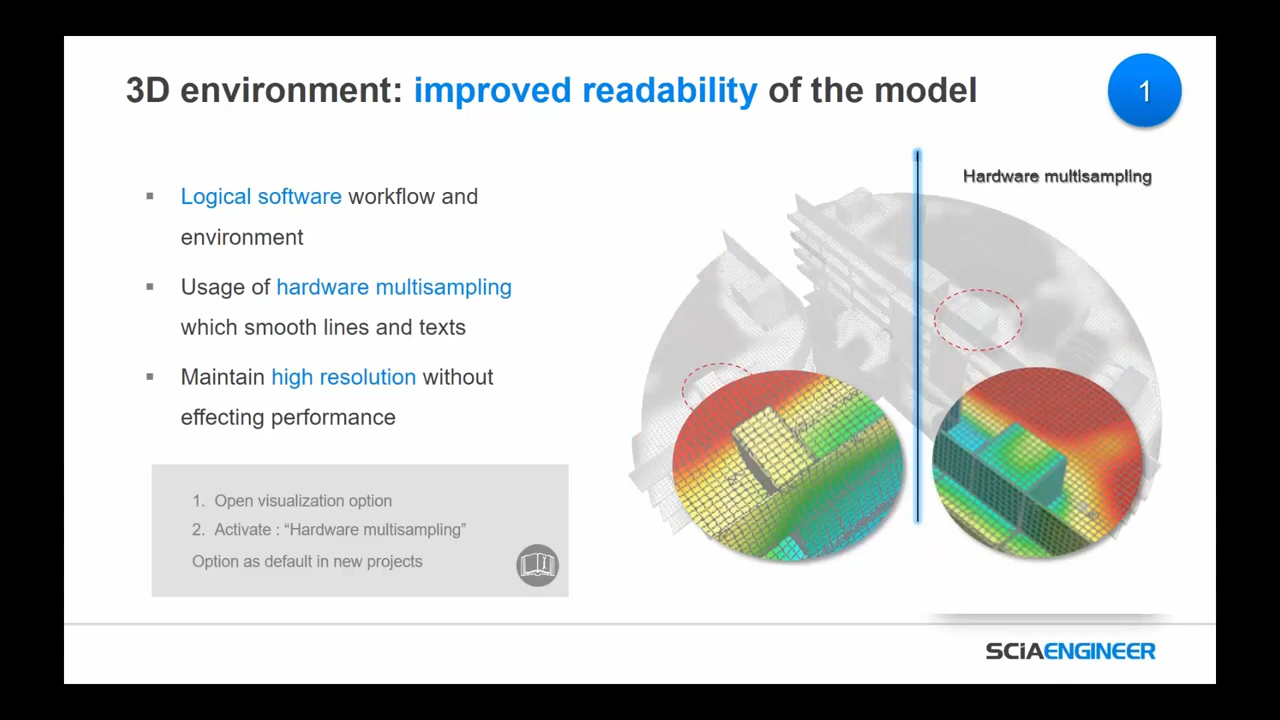 3D environment: improved readability of the model
1
Logical software workflow and
environment
Usage of hardware multisampling
which smooth lines and texts
Maintain high resolution without
effecting performance
1. Open visualization option
2. Activate : “Hardware multisampling”
Option as default in new projects
Hardware multisampling
SCiAENGINEER